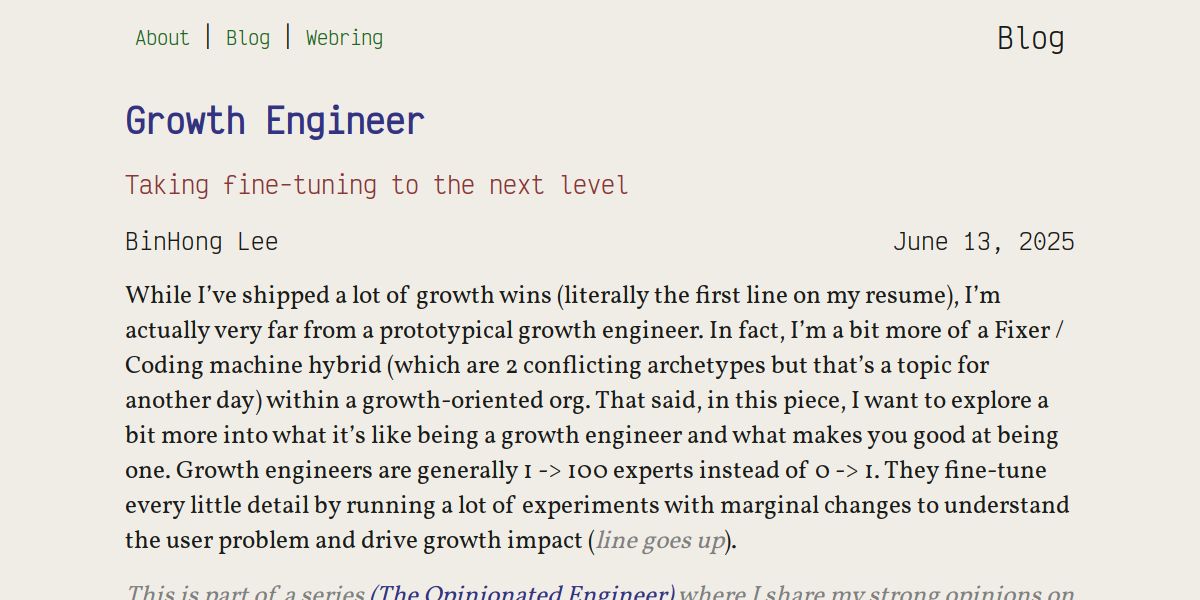 About | Blog | Webring
Blog
Growth Engineer
Taking fine-tuning to the next level
BinHong Lee
June 13, 2025
While I’ve shipped a lot of growth wins (literally the first line on my resume), I’m
actually very far from a prototypical growth engineer. In fact, I’m a bit more of a Fixer /
Coding machine hybrid (which are 2 conflicting archetypes but that’s a topic for
another day) within a growth-oriented org. That said, in this piece, I want to explore a
bit more into what it’s like being a growth engineer and what makes you good at being
one. Growth engineers are generally 1 -> 100 experts instead of 0 -> 1. They fine-tune
every little detail by running a lot of experiments with marginal changes to understand
the user problem and drive growth impact (line goes up).
This is part of a series (The Opinionated Engineer) where I share my strong opinions on